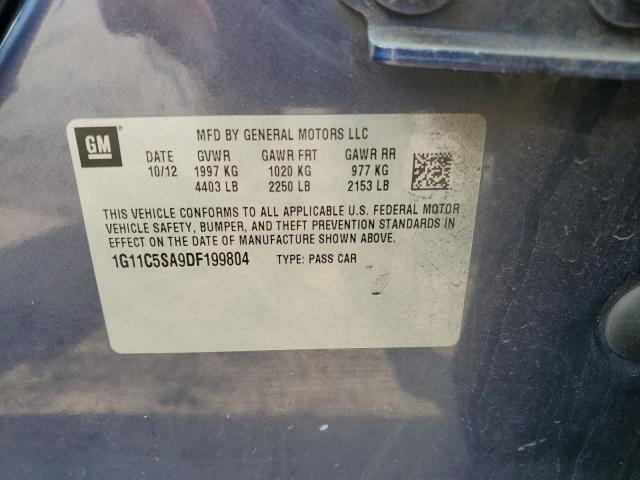 GM
MFD BY GENERAL MOTORS LLC
DATE GVWR GAWR FRT GAWR RR
10/12 1997 KG 1020 KG 977 KG
4403 LB 2250 LB 2153 LB
THIS VEHICLE CONFORMS TO ALL APPLICABLE U.S. FEDERAL MOTOR
VEHICLE SAFETY, BUMPER, AND THEFT PREVENTION STANDARDS IN
EFFECT ON THE DATE OF MANUFACTURE SHOWN ABOVE.
1G11C5SA9DF199804 TYPE: PASS CAR